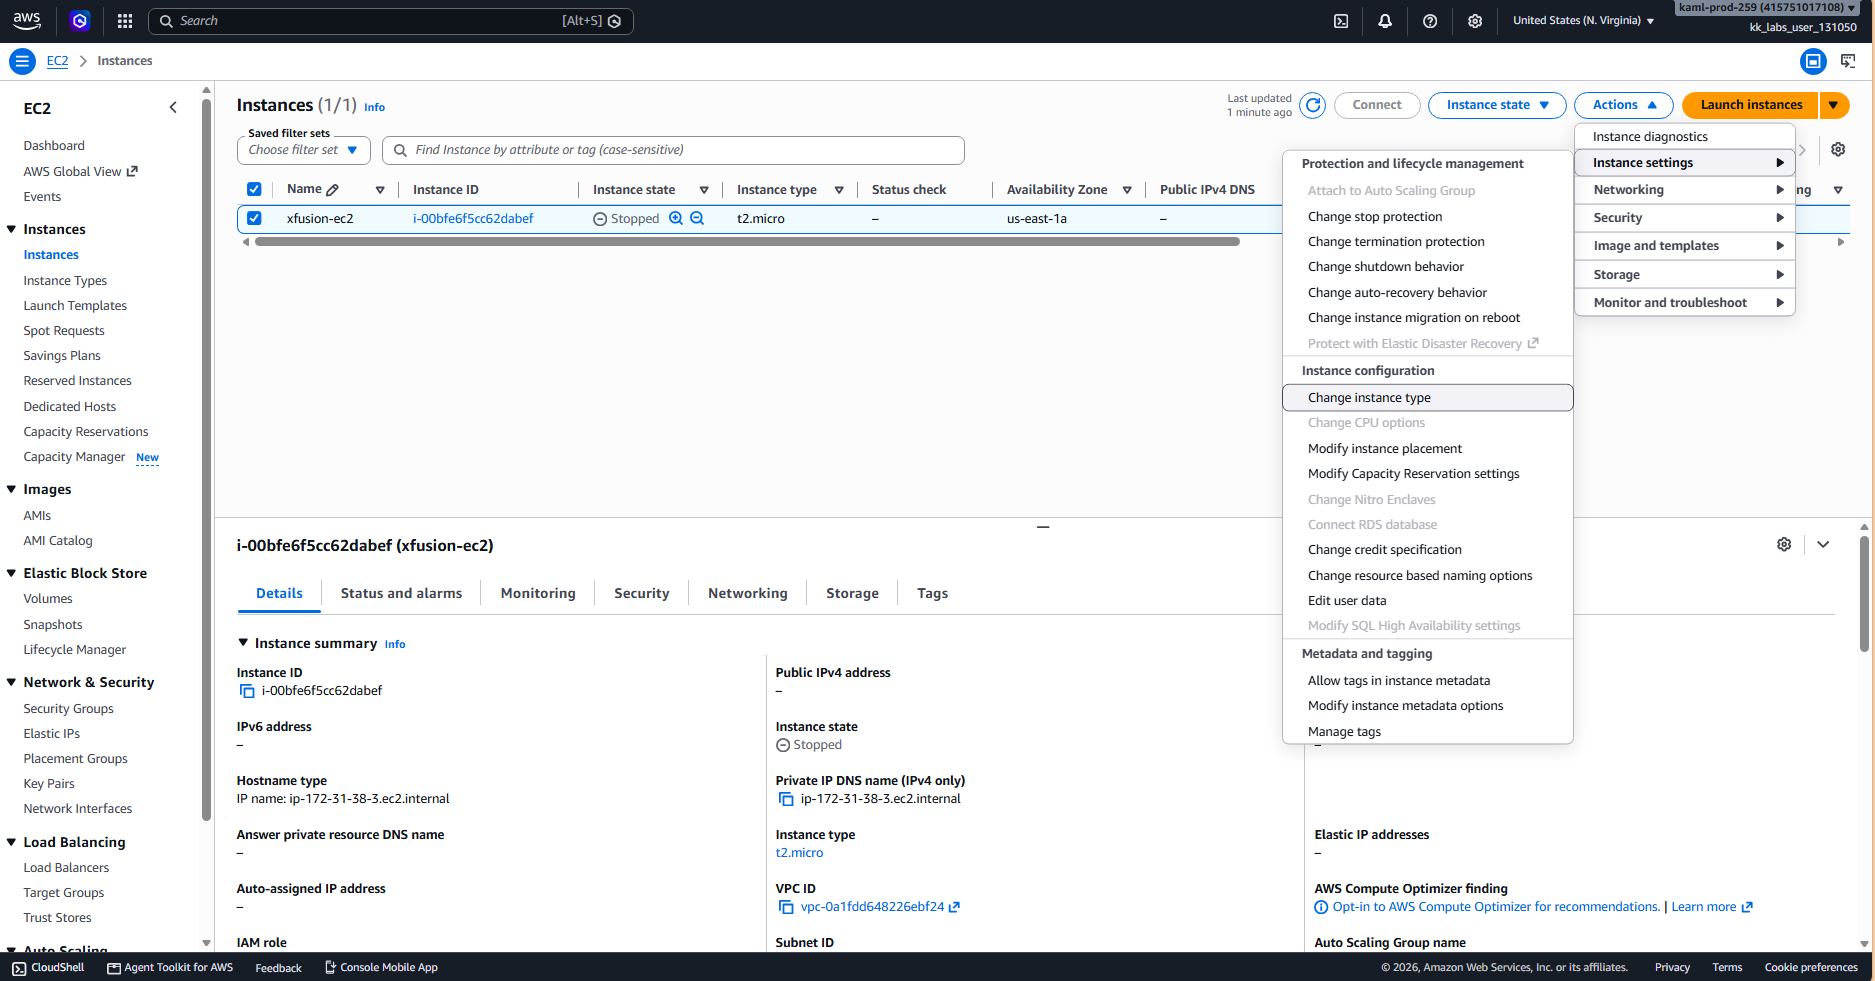 aws
Search
[Alt+S]
United States (N. Virginia)
kaml-prod-259 (415751017108)
kk_labs_user_131050
EC2
Instances
EC2
Dashboard
AWS Global View
Events
Instances
Instances
Instance Types
Launch Templates
Spot Requests
Savings Plans
Reserved Instances
Dedicated Hosts
Capacity Reservations
Capacity Manager New
Images
AMIs
AMI Catalog
Elastic Block Store
Volumes
Snapshots
Lifecycle Manager
Network & Security
Security Groups
Elastic IPs
Placement Groups
Key Pairs
Network Interfaces
Load Balancing
Load Balancers
Target Groups
Trust Stores
Auto Scaling
Instances (1/1) Info
Last updated
1 minute ago
Connect
Instance state
Actions
Launch instances
Saved filter sets
Choose filter set
Find Instance by attribute or tag (case-sensitive)
Name
Instance ID
Instance state
Instance type
Status check
Availability Zone
Public IPv4 DNS
ng
xfusion-ec2
i-00bfe6f5cc62dabef
Stopped
t2.micro
–
us-east-1a
–
Instance diagnostics
Instance settings
Networking
Security
Image and templates
Storage
Monitor and troubleshoot
Protection and lifecycle management
Attach to Auto Scaling Group
Change stop protection
Change termination protection
Change shutdown behavior
Change auto-recovery behavior
Change instance migration on reboot
Protect with Elastic Disaster Recovery
Instance configuration
Change instance type
Change CPU options
Modify instance placement
Modify Capacity Reservation settings
Change Nitro Enclaves
Connect RDS database
Change credit specification
Change resource based naming options
Edit user data
Modify SQL High Availability settings
Metadata and tagging
Allow tags in instance metadata
Modify instance metadata options
Manage tags
i-00bfe6f5cc62dabef (xfusion-ec2)
Details
Status and alarms
Monitoring
Security
Networking
Storage
Tags
Instance summary Info
Instance ID
i-00bfe6f5cc62dabef
Public IPv4 address
–
IPv6 address
–
Instance state
Stopped
–
Hostname type
IP name: ip-172-31-38-3.ec2.internal
Private IP DNS name (IPv4 only)
ip-172-31-38-3.ec2.internal
Answer private resource DNS name
–
Instance type
t2.micro
Elastic IP addresses
–
Auto-assigned IP address
–
VPC ID
vpc-0a1fdd648226ebf24
AWS Compute Optimizer finding
Opt-in to AWS Compute Optimizer for recommendations. | Learn more
IAM role
Subnet ID
Auto Scaling Group name
CloudShell
Agent Toolkit for AWS
Feedback
Console Mobile App
© 2026, Amazon Web Services, Inc. or its affiliates.
Privacy
Terms
Cookie preferences